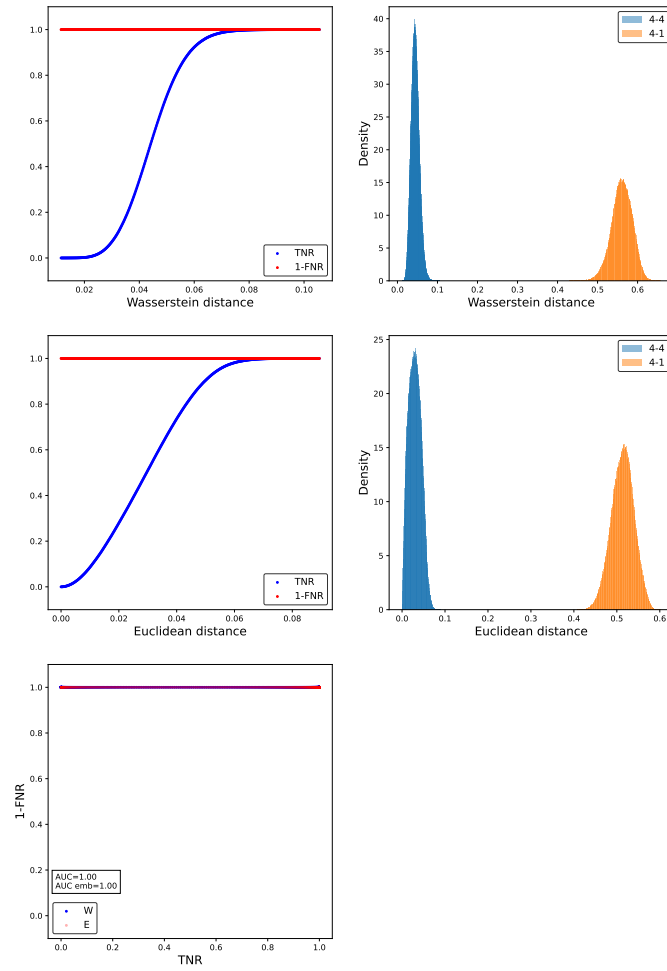 1.0
0.8
0.6
0.4
0.2
0.0
TNR
1-FNR
0.02 0.04 0.06 0.08 0.10
Wasserstein distance
40
35
30
25
20
15
10
5
0
Density
4-4
4-1
0.0 0.1 0.2 0.3 0.4 0.5 0.6
Wasserstein distance
1.0
0.8
0.6
0.4
0.2
0.0
TNR
1-FNR
0.00 0.02 0.04 0.06 0.08
Euclidean distance
25
20
15
10
5
0
Density
4-4
4-1
0.0 0.1 0.2 0.3 0.4 0.5 0.6
Euclidean distance
1.0
0.8
0.6
0.4
0.2
0.0
1-FNR
AUC=1.00
AUC emb=1.00
W
E
0.0 0.2 0.4 0.6 0.8 1.0
TNR